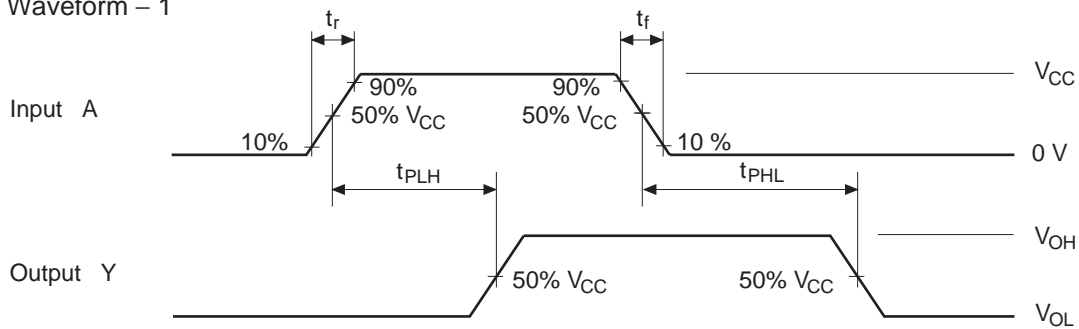 Waveform – 1
tr
tf
VCC
90%
90%
Input A
50% VCC
50% VCC
10%
10 %
0 V
tPLH
tPHL
VOH
Output Y
50% VCC
50% VCC
VOL